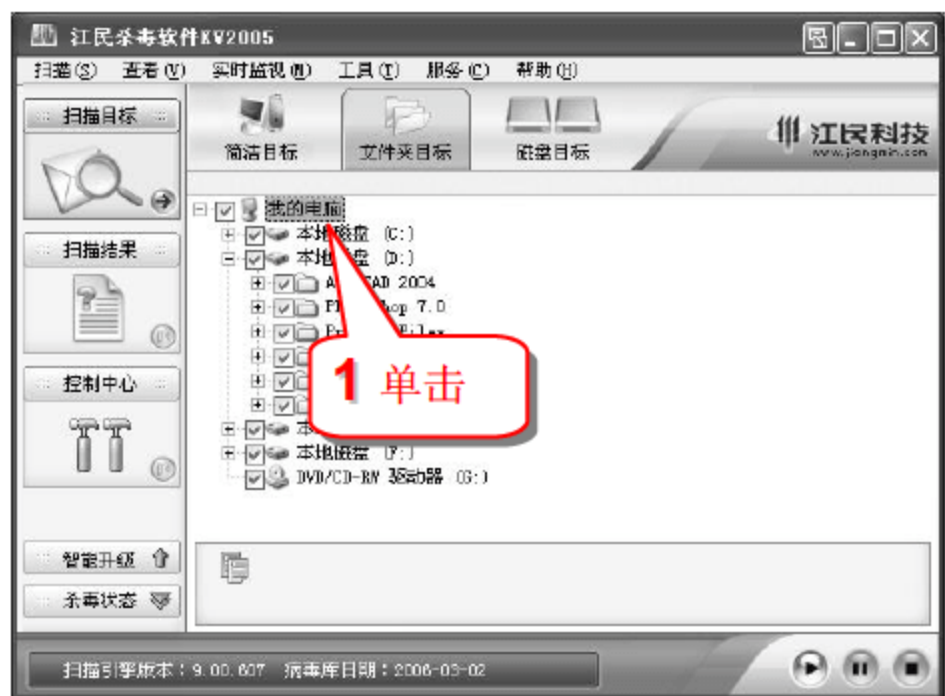 江民杀毒软件KV2005
扫描(S) 查看(V) 实时监视(M) 工具(T) 服务(C) 帮助(H)
扫描目标
简洁目标
文件夹目标
磁盘目标
江民科技
www.jiangmin.com
我的电脑
本地磁盘 (C:)
扫描结果
本地磁盘 (D:)
AutoCAD 2004
7.0
1 单击
控制中心
本地磁盘 (F:)
DVD/CD-RW 驱动器 (G:)
智能升级
杀毒状态
扫描引擎版本:9.00.607 病毒库日期:2006-03-02